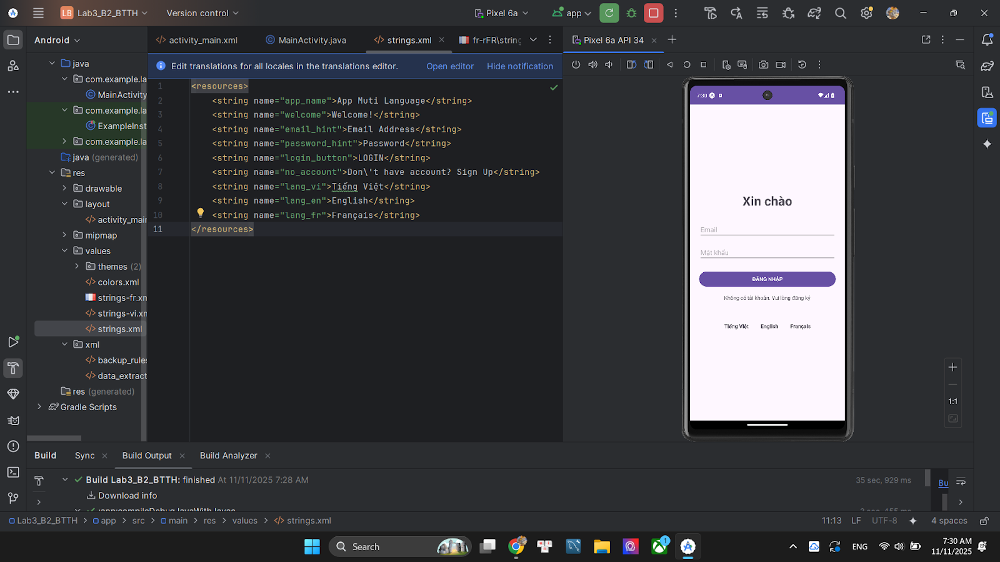 LB Lab3_B2_BTTH
Version control
Pixel 6a
app
Android
activity_main.xml
MainActivity.java
strings.xml
fr-rFR\string
Pixel 6a API 34
Edit translations for all locales in the translations editor.
Open editor
Hide notification
java
com.example.la
MainActivity
com.example.la
ExampleInst
com.example.la
java (generated)
res
drawable
layout
activity_main
mipmap
values
themes (2)
colors.xml
strings-fr.xm
strings-vi.xm
strings.xml
xml
backup_rules
data_extract
res (generated)
Gradle Scripts
1 <resources>
2 <string name="app_name">App Muti Language</string>
3 <string name="welcome">Welcome!</string>
4 <string name="email_hint">Email Address</string>
5 <string name="password_hint">Password</string>
6 <string name="login_button">LOGIN</string>
7 <string name="no_account">Don\'t have account? Sign Up</string>
8 <string name="lang_vi">Tiếng Việt</string>
9 <string name="lang_en">English</string>
10 <string name="lang_fr">Français</string>
11 </resources>
7:30
Xin chào
Email
Mật khẩu
ĐĂNG NHẬP
Không có tài khoản. Vui lòng đăng ký
Tiếng Việt English Français
1:1
Build
Sync
Build Output
Build Analyzer
Build Lab3_B2_BTTH: finished At 11/11/2025 7:28 AM
35 sec, 929 ms
Bu
Download info
:app:compileDebugJavaWithJavac
Lab3_B2_BTTH > app > src > main > res > values > strings.xml
11:13 LF UTF-8 4 spaces
Search
1
ENG
7:30 AM
11/11/2025